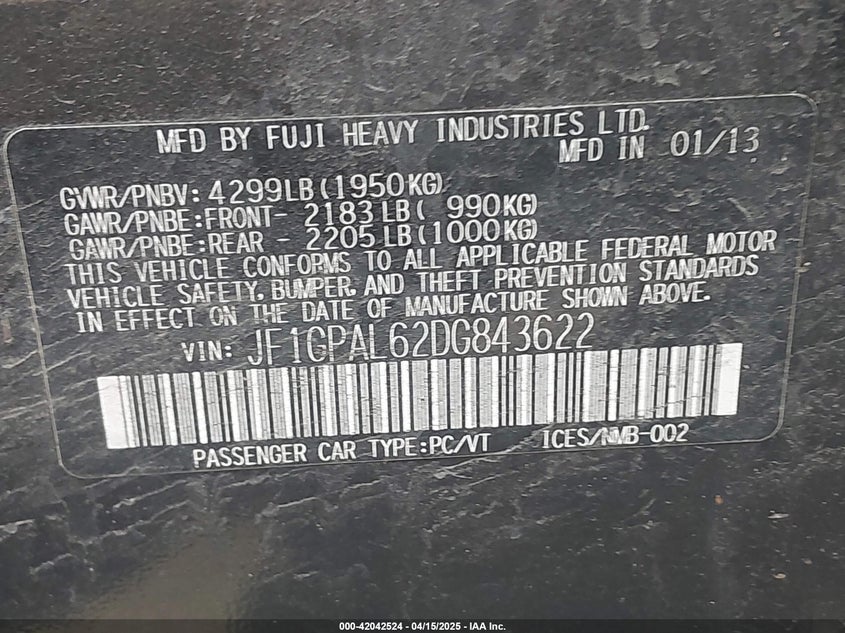 MFD BY FUJI HEAVY INDUSTRIES LTD.
MFD IN 01/13
GVWR/PNBV: 4299LB(1950KG)
GAWR/PNBE:FRONT- 2183LB( 990KG)
GAWR/PNBE:REAR - 2205LB(1000KG)
THIS VEHICLE CONFORMS TO ALL APPLICABLE FEDERAL MOTOR
VEHICLE SAFETY, BUMPER, AND THEFT PREVENTION STANDARDS
IN EFFECT ON THE DATE OF MANUFACTURE SHOWN ABOVE.
VIN: JF1GPAL62DG843622
PASSENGER CAR TYPE:PC/VT ICES/NMB-002
000-42042524 - 04/15/2025 - IAA Inc.